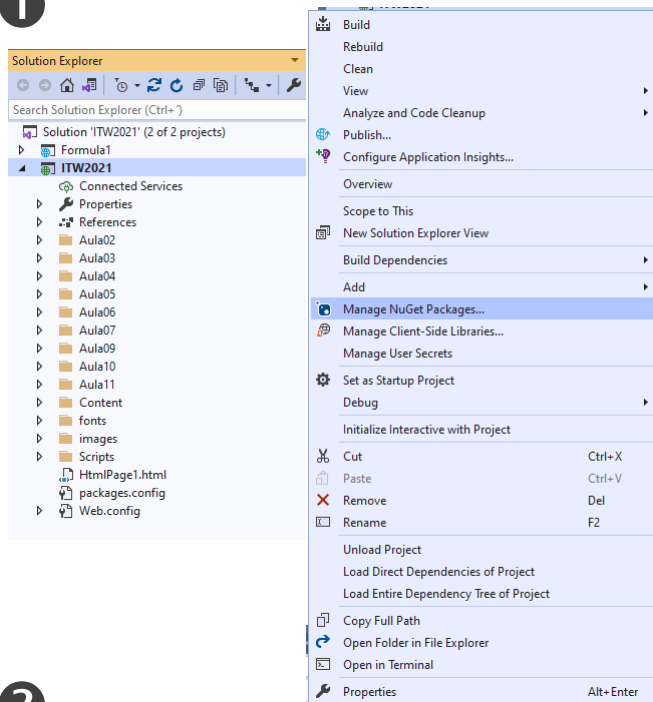 1
Solution Explorer
Search Solution Explorer (Ctrl+~)
Solution 'ITW2021' (2 of 2 projects)
Formula1
ITW2021
Connected Services
Properties
References
Aula02
Aula03
Aula04
Aula05
Aula06
Aula07
Aula09
Aula10
Aula11
Content
fonts
images
Scripts
HtmlPage1.html
packages.config
Web.config
Build
Rebuild
Clean
View
Analyze and Code Cleanup
Publish...
Configure Application Insights...
Overview
Scope to This
New Solution Explorer View
Build Dependencies
Add
Manage NuGet Packages...
Manage Client-Side Libraries...
Manage User Secrets
Set as Startup Project
Debug
Initialize Interactive with Project
Cut Ctrl+X
Paste Ctrl+V
Remove Del
Rename F2
Unload Project
Load Direct Dependencies of Project
Load Entire Dependency Tree of Project
Copy Full Path
Open Folder in File Explorer
Open in Terminal
Properties Alt+Enter
2